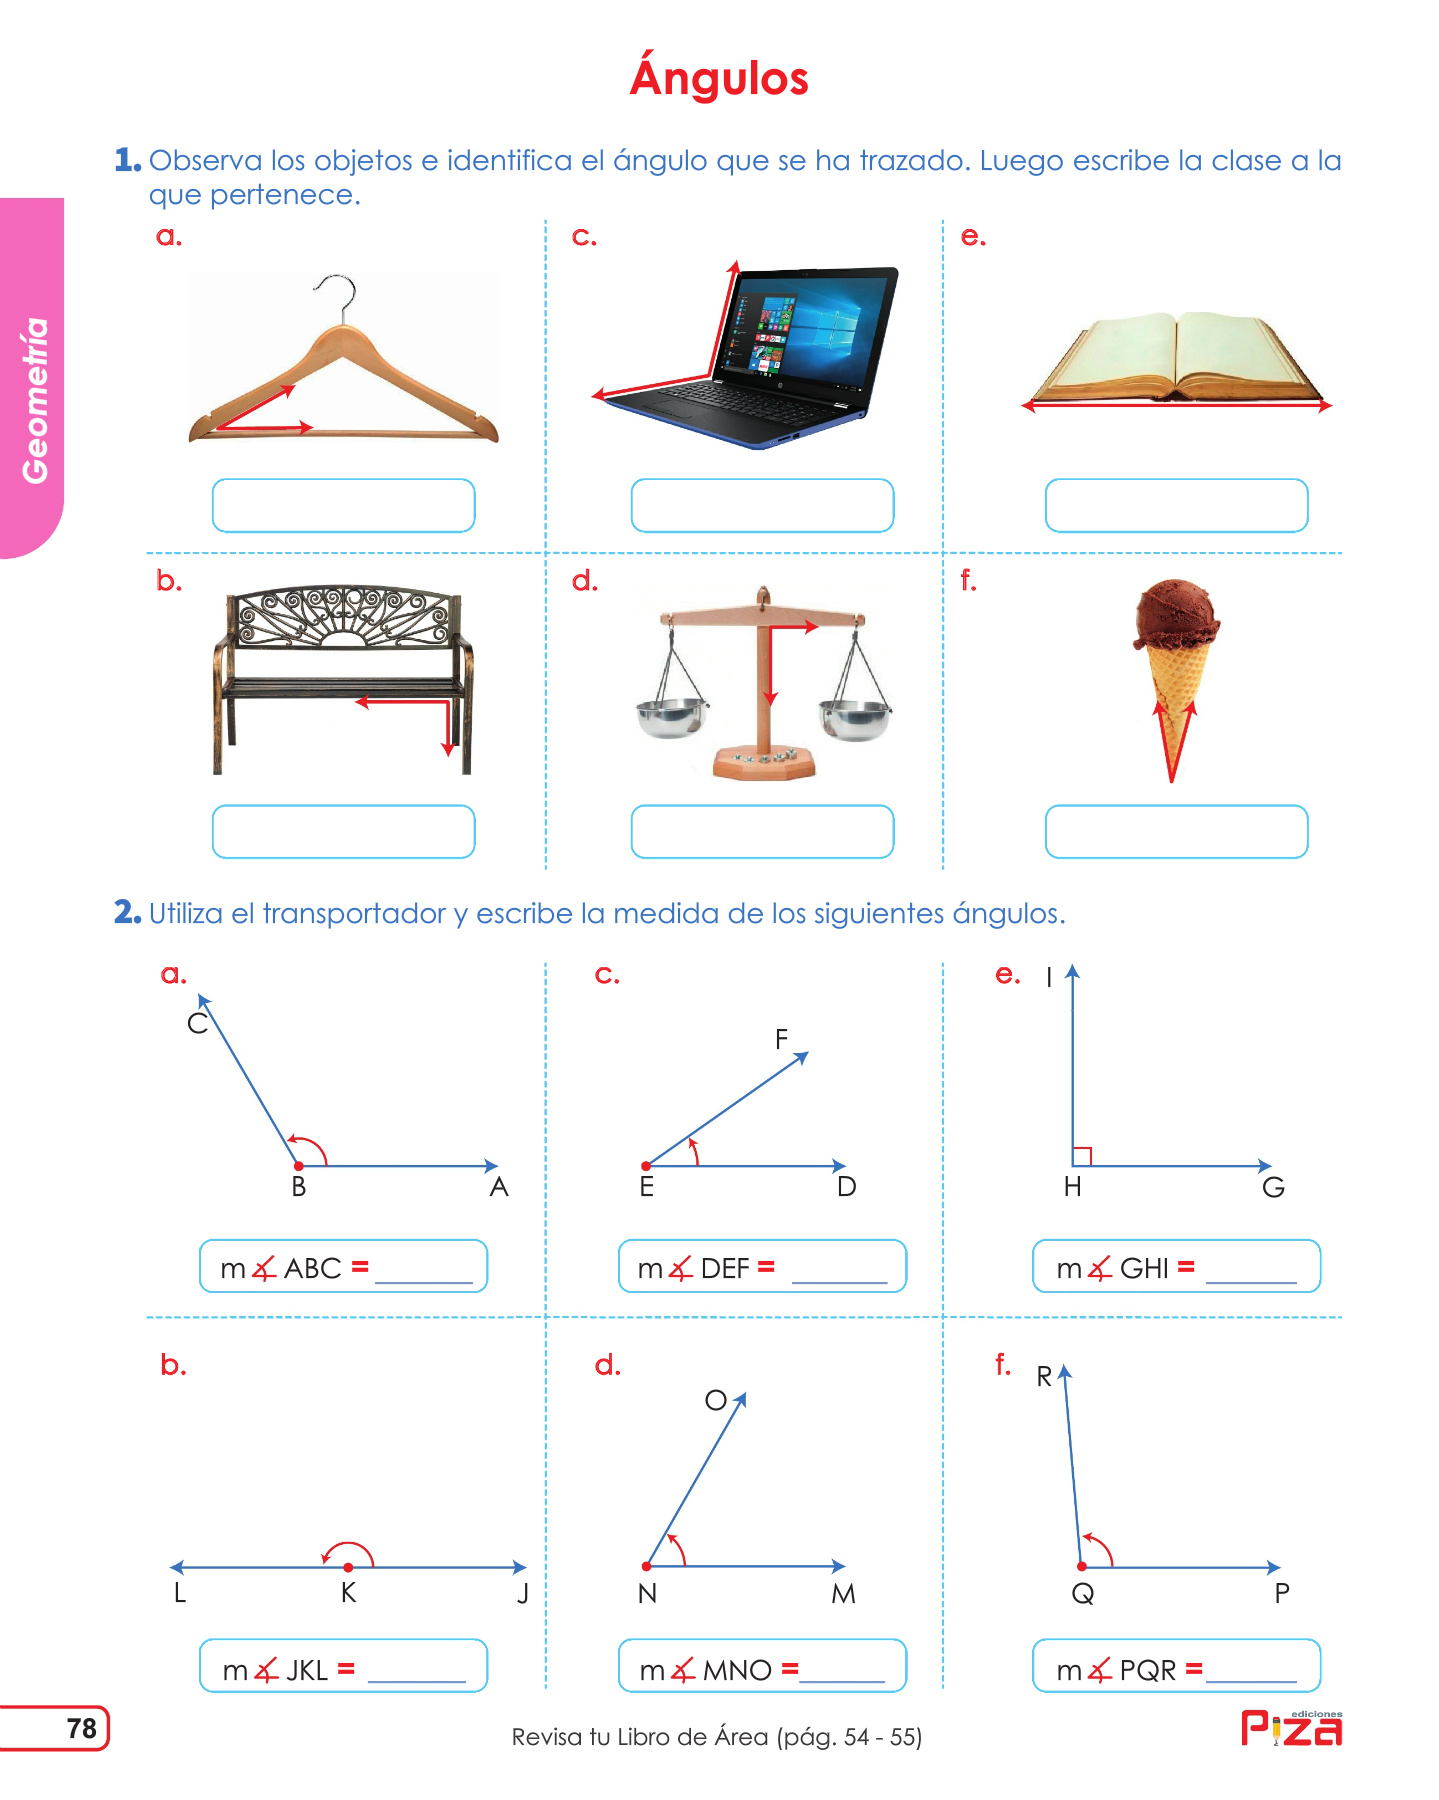 Ángulos
1. Observa los objetos e identifica el ángulo que se ha trazado. Luego escribe la clase a la
que pertenece.
Geometría
a.
c.
e.
b.
d.
f.
2. Utiliza el transportador y escribe la medida de los siguientes ángulos.
a.
C
B
A
m∡ ABC = ______
c.
F
E
D
m∡ DEF = ______
e.
I
H
G
m∡ GHI = ______
b.
L
K
J
m∡ JKL = ______
d.
O
N
M
m∡ MNO = ______
f.
R
Q
P
m∡ PQR = ______
78
Revisa tu Libro de Área (pág. 54 - 55)
ediciones
Piza